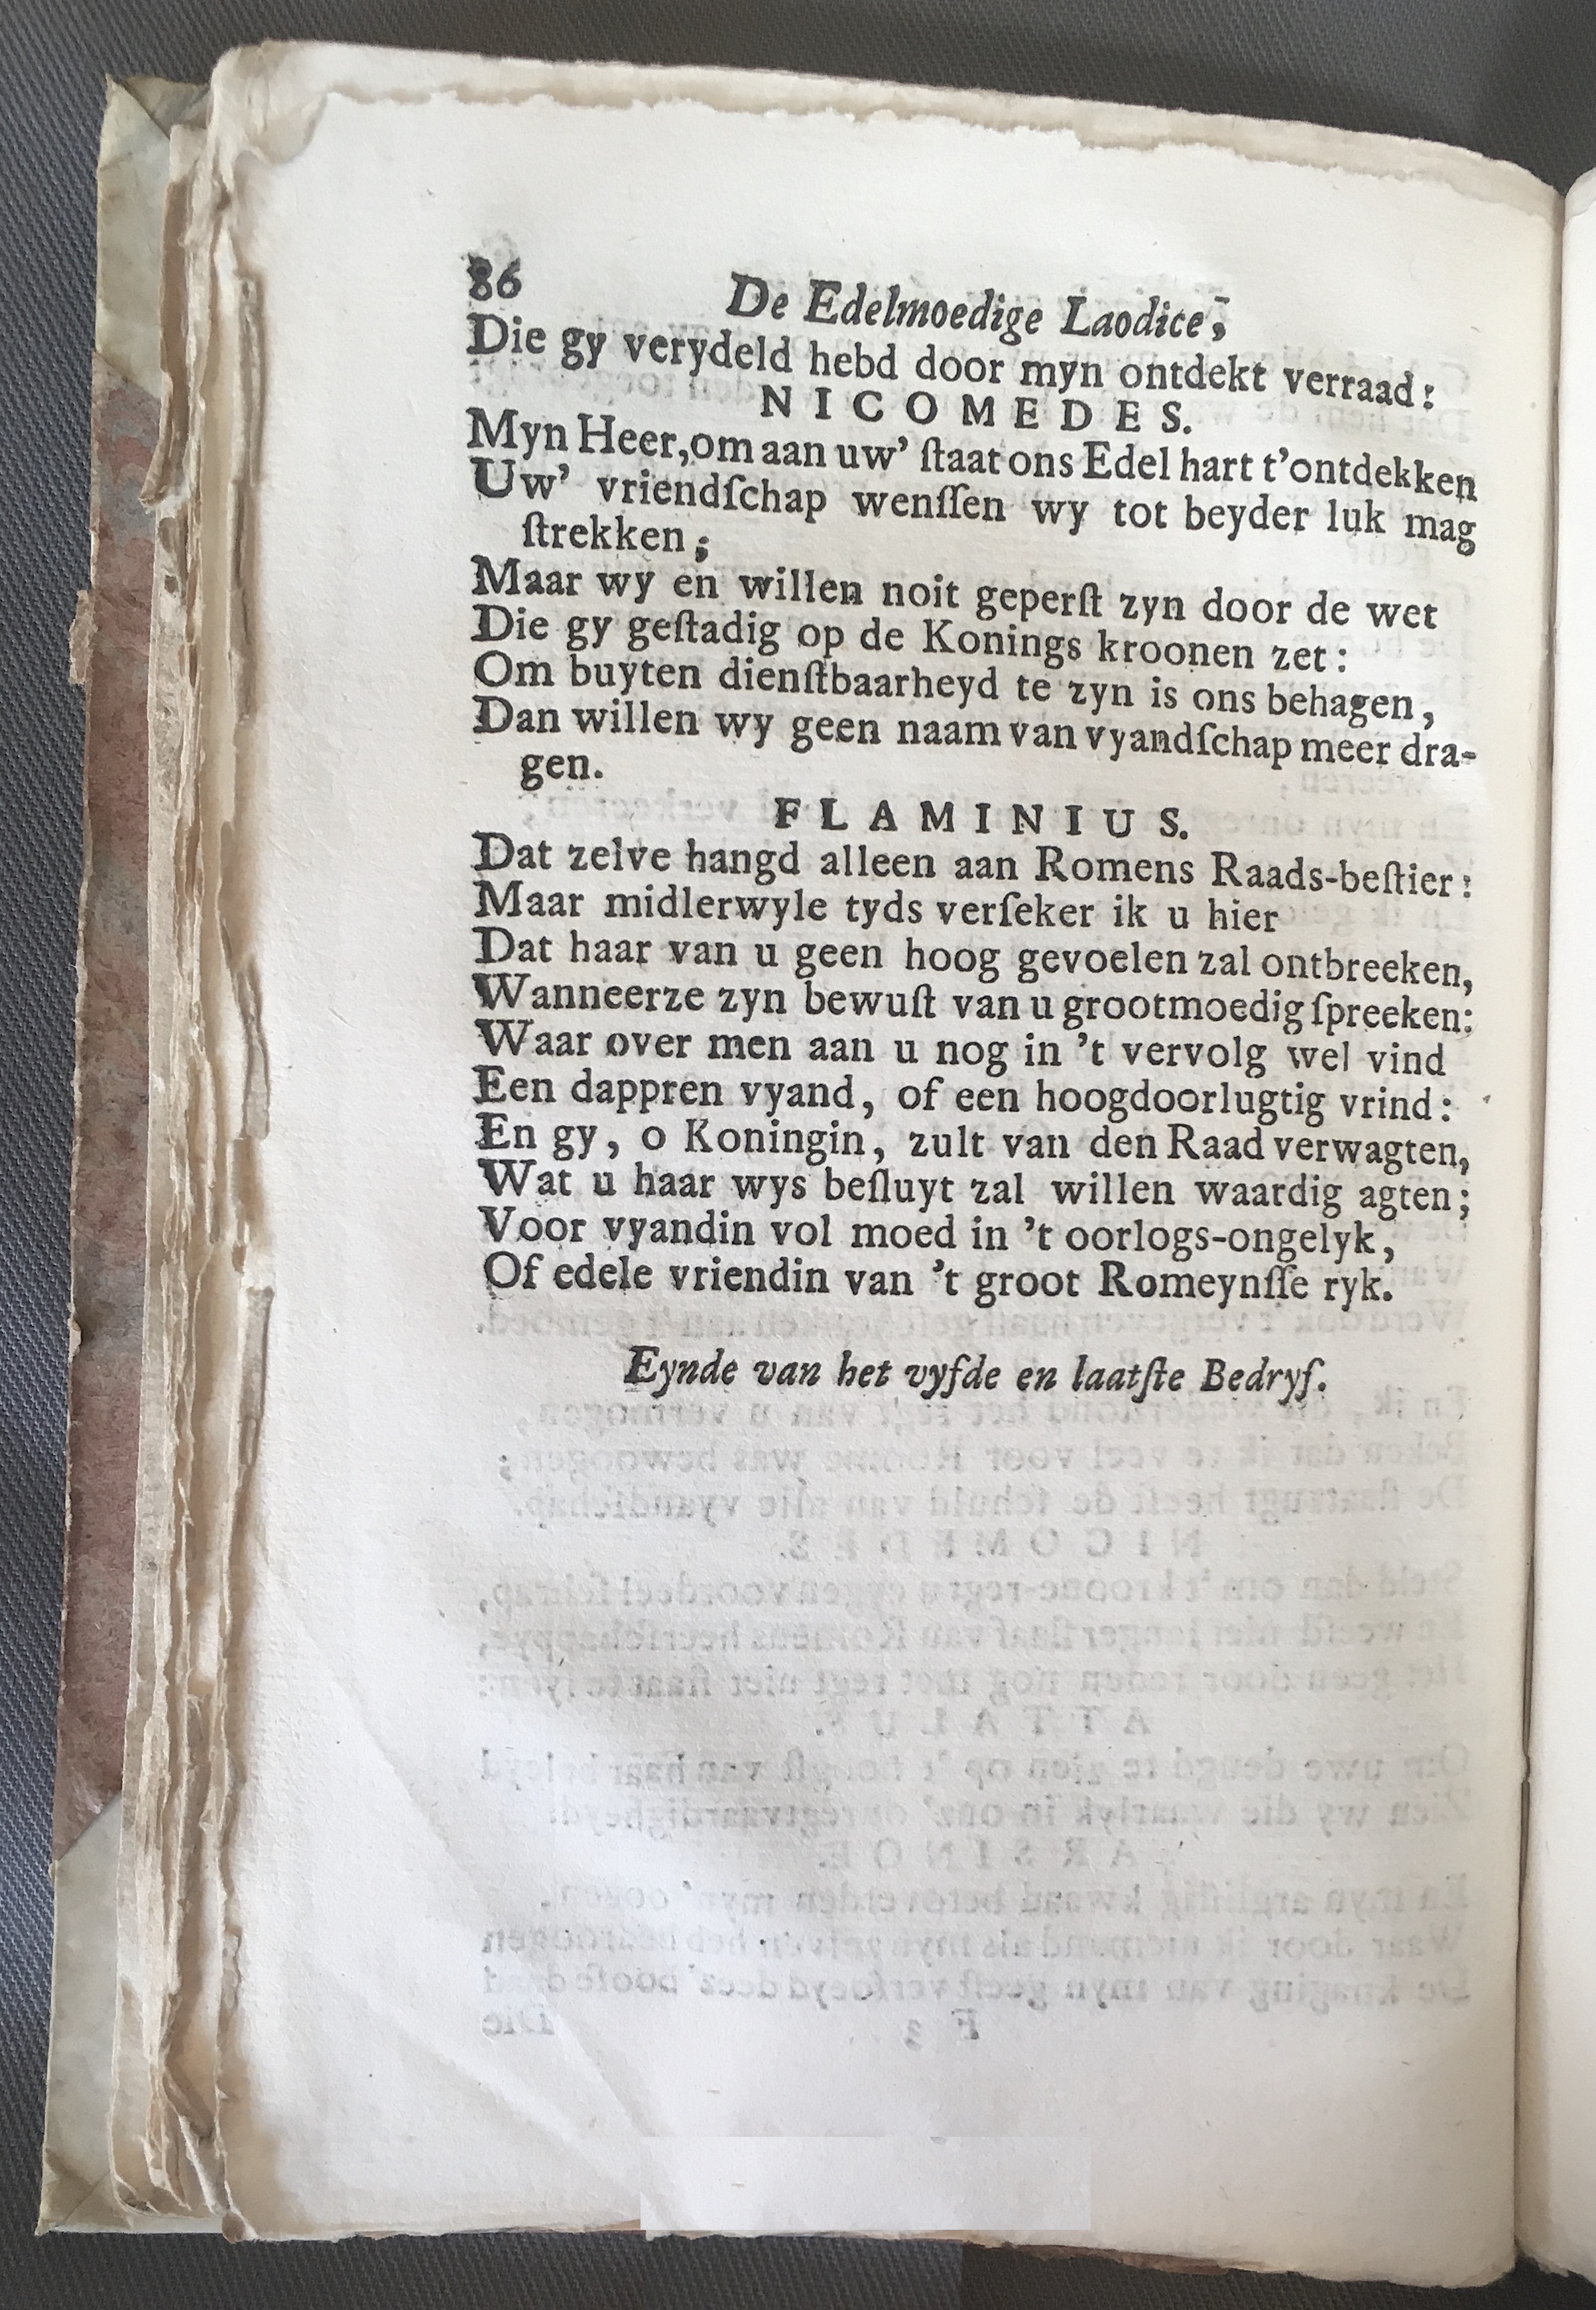 86
De Edelmoedige Laodice,
Die gy verydeld hebd door myn ontdekt verraad:
NICOMEDES.
Myn Heer, om aan uw' ſtaat ons Edel hart t'ontdekken
Uw' vriendſchap wenſſen wy tot beyder luk mag
ſtrekken;
Maar wy en willen noit geperſt zyn door de wet
Die gy geſtadig op de Konings kroonen zet:
Om buyten dienſtbaarheyd te zyn is ons behagen,
Dan willen wy geen naam van vyandſchap meer dra-
gen.
FLAMINIUS.
Dat zelve hangd alleen aan Romens Raads-beſtier:
Maar midlerwyle tyds verſeker ik u hier
Dat haar van u geen hoog gevoelen zal ontbreeken,
Wanneerze zyn bewuſt van u grootmoedig ſpreeken:
Waar over men aan u nog in 't vervolg wel vind
Een dappren vyand, of een hoogdoorlugtig vrind:
En gy, o Koningin, zult van den Raad verwagten,
Wat u haar wys beſluyt zal willen waardig agten;
Voor vyandin vol moed in 't oorlogs-ongelyk,
Of edele vriendin van 't groot Romeynſſe ryk.
Eynde van het vyfde en laatſte Bedryf.